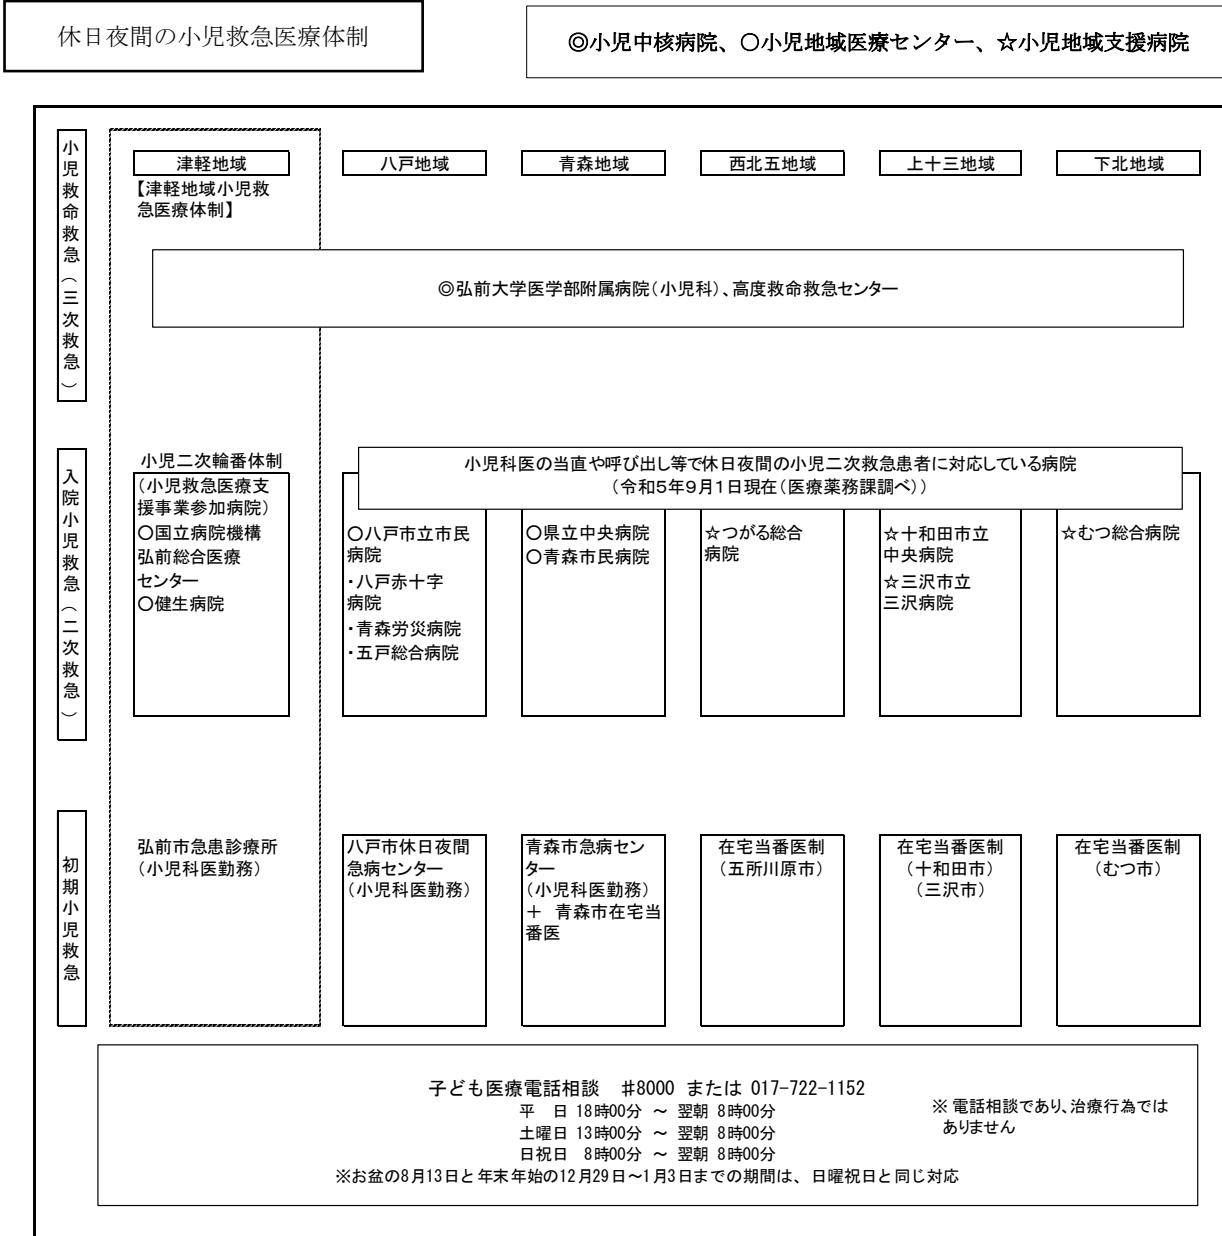 休日夜間の小児救急医療体制
◎小児中核病院、○小児地域医療センター、☆小児地域支援病院
小児救命救急（三次救急）
津軽地域
【津軽地域小児救
急医療体制】
八戸地域
青森地域
西北五地域
上十三地域
下北地域
◎弘前大学医学部附属病院（小児科）、高度救命救急センター
入院小児救急（二次救急）
小児二次輪番体制
（小児救急医療支
援事業参加病院）
○国立病院機構
弘前総合医療
センター
○健生病院
小児科医の当直や呼び出し等で休日夜間の小児二次救急患者に対応している病院
（令和5年9月1日現在（医療薬務課調べ））
○八戸市立市民
病院
・八戸赤十字
病院
・青森労災病院
・五戸総合病院
○県立中央病院
○青森市民病院
☆つがる総合
病院
☆十和田市立
中央病院
☆三沢市立
三沢病院
☆むつ総合病院
初期小児救急
弘前市急患診療所
（小児科医勤務）
八戸市休日夜間
急病センター
（小児科医勤務）
青森市急病セン
ター
（小児科医勤務）
＋ 青森市在宅当
番医
在宅当番医制
（五所川原市）
在宅当番医制
（十和田市）
（三沢市）
在宅当番医制
（むつ市）
子ども医療電話相談　♯8000 または 017-722-1152
平　日 18時00分 ～ 翌朝 8時00分
土曜日 13時00分 ～ 翌朝 8時00分
日祝日　8時00分 ～ 翌朝 8時00分
※お盆の8月13日と年末年始の12月29日～1月3日までの期間は、日曜祝日と同じ対応
※ 電話相談であり、治療行為では
ありません